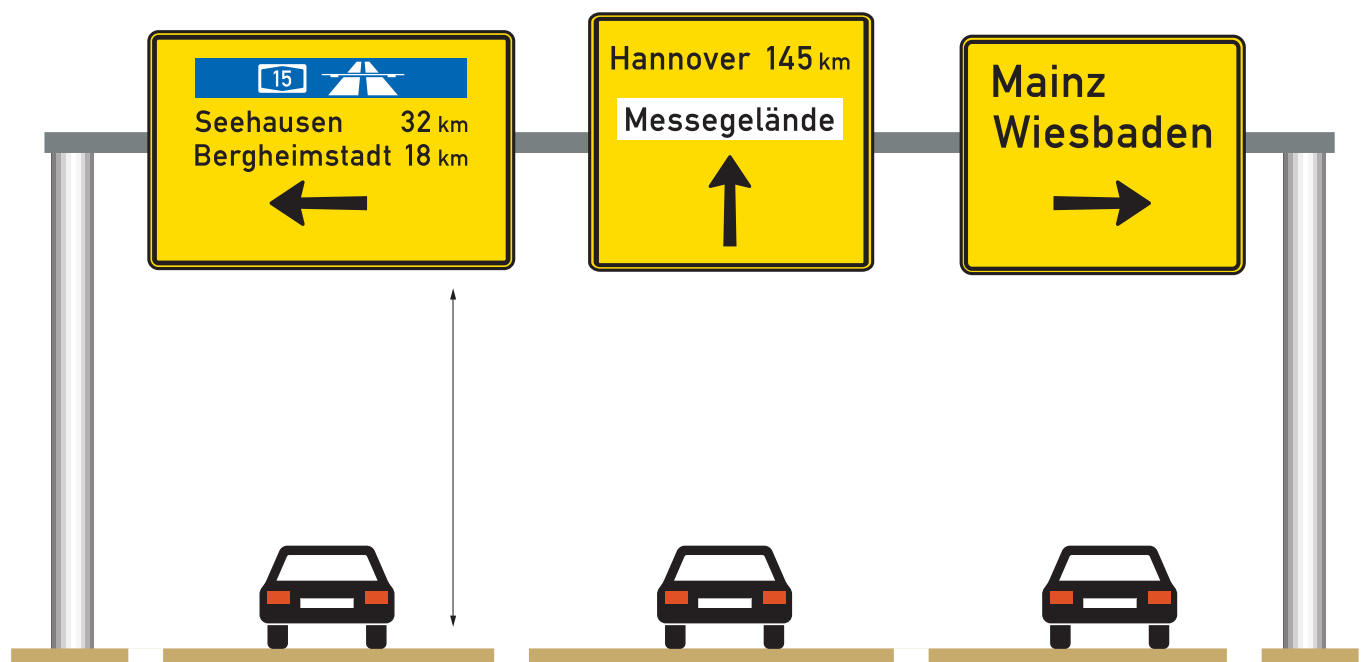 15
Seehausen 32 km
Bergheimstadt 18 km
Hannover 145 km
Messegelände
Mainz
Wiesbaden